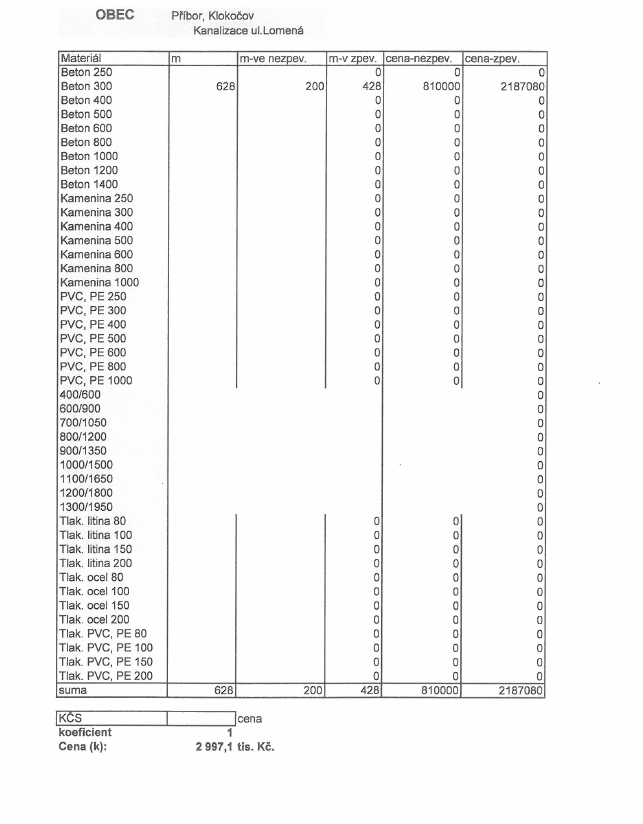 OBEC Příbor, Klokočov
Kanalizace ul.Lomená
Materiál m m-ve nezpev. m-v zpev. cena-nezpev. cena-zpev.
Beton 250 0 0 0
Beton 300 628 200 428 810000 2187080
Beton 400 0 0 0
Beton 500 0 0 0
Beton 600 0 0 0
Beton 800 0 0 0
Beton 1000 0 0 0
Beton 1200 0 0 0
Beton 1400 0 0 0
Kamenina 250 0 0 0
Kamenina 300 0 0 0
Kamenina 400 0 0 0
Kamenina 500 0 0 0
Kamenina 600 0 0 0
Kamenina 800 0 0 0
Kamenina 1000 0 0 0
PVC, PE 250 0 0 0
PVC, PE 300 0 0 0
PVC, PE 400 0 0 0
PVC, PE 500 0 0 0
PVC, PE 600 0 0 0
PVC, PE 800 0 0 0
PVC, PE 1000 0 0 0
400/600 0
600/900 0
700/1050 0
800/1200 0
900/1350 0
1000/1500 0
1100/1650 0
1200/1800 0
1300/1950 0
Tlak. litina 80 0 0 0
Tlak. litina 100 0 0 0
Tlak. litina 150 0 0 0
Tlak. litina 200 0 0 0
Tlak. ocel 80 0 0 0
Tlak. ocel 100 0 0 0
Tlak. ocel 150 0 0 0
Tlak. ocel 200 0 0 0
Tlak. PVC, PE 80 0 0 0
Tlak. PVC, PE 100 0 0 0
Tlak. PVC, PE 150 0 0 0
Tlak. PVC, PE 200 0 0 0
suma 628 200 428 810000 2187080
KČS cena
koeficient 1
Cena (k): 2 997,1 tis. Kč.